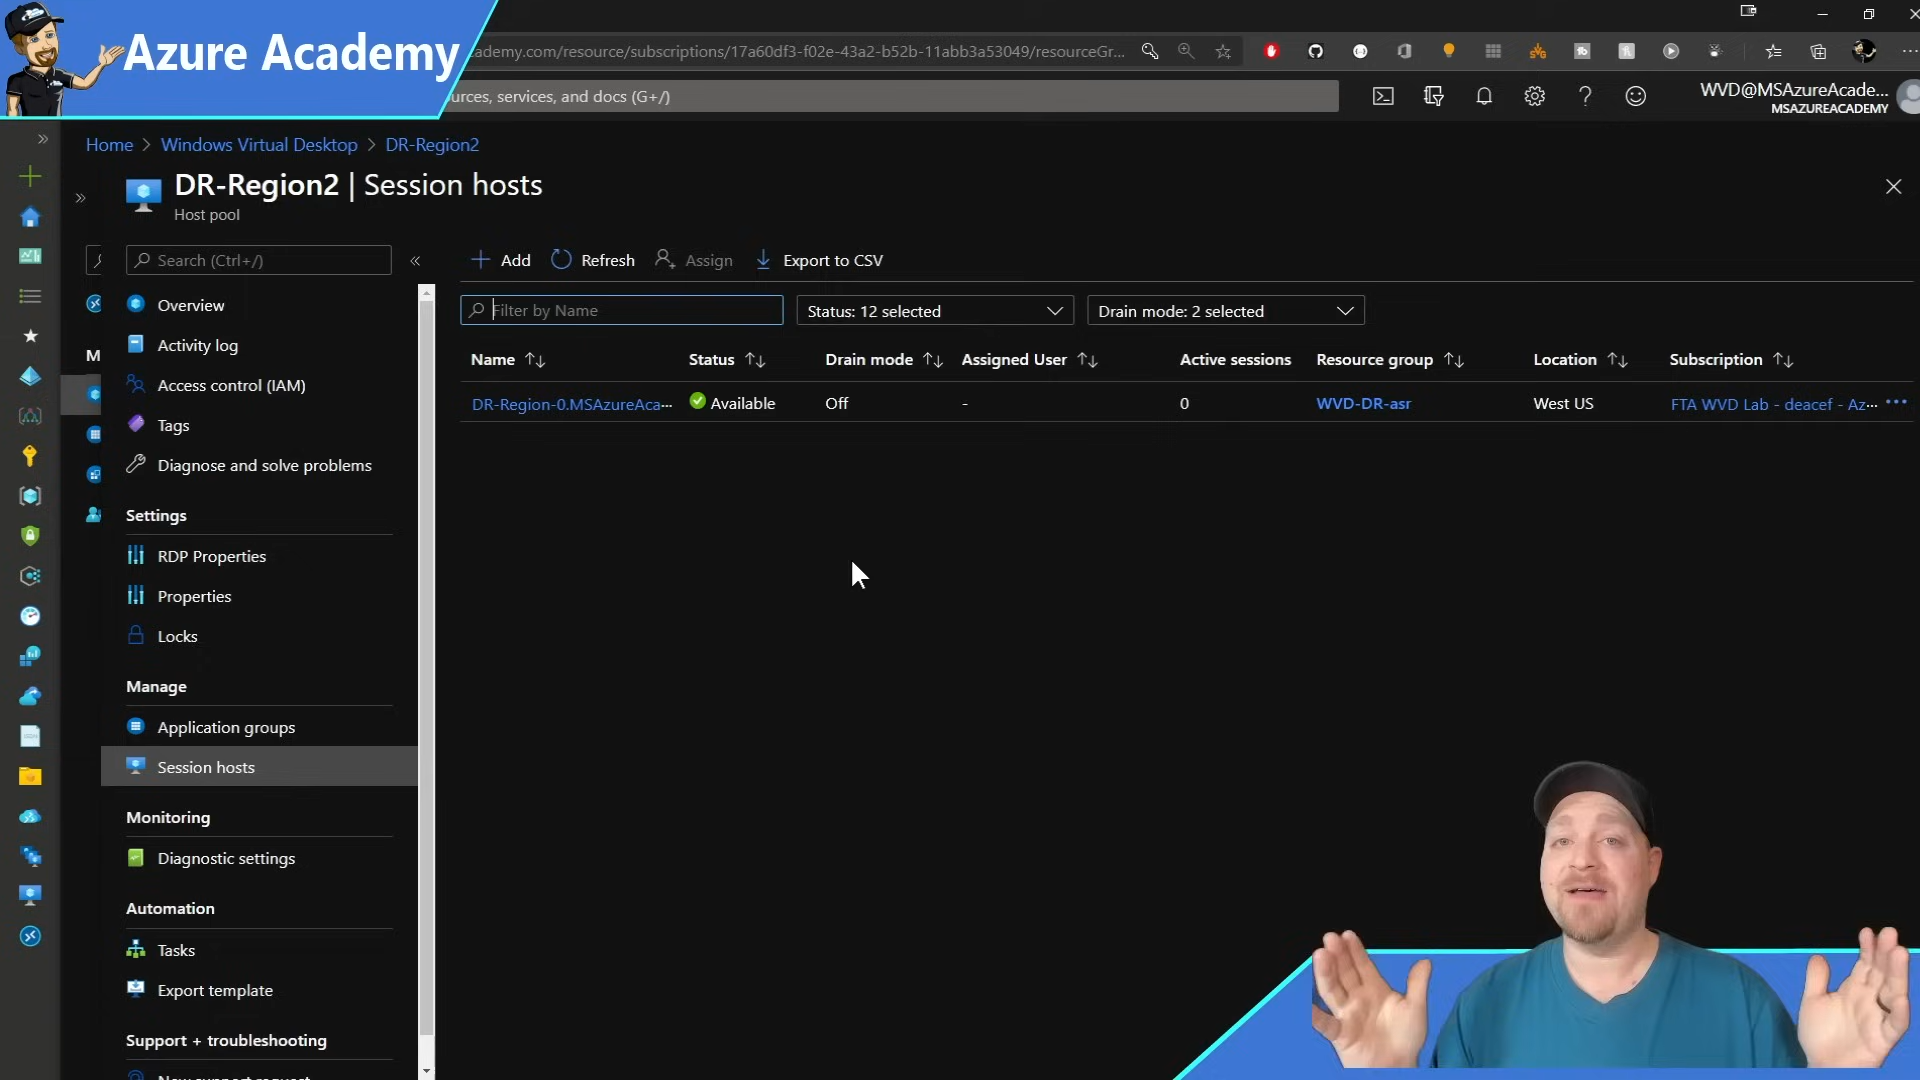 Azure Academy
ademy.com/resource/subscriptions/17a60df3-f02e-43a2-b52b-11abb3a53049/resourceGr...
urces, services, and docs (G+/)
WVD@MSAzureAcade...
MSAZUREACADEMY
Home > Windows Virtual Desktop > DR-Region2
DR-Region2 | Session hosts
Host pool
Search (Ctrl+/)
Add Refresh Assign Export to CSV
Filter by Name Status: 12 selected Drain mode: 2 selected
Name Status Drain mode Assigned User Active sessions Resource group Location Subscription
DR-Region-0.MSAzureAca... Available Off - 0 WVD-DR-asr West US FTA WVD Lab - deacef - Az...
Overview
Activity log
Access control (IAM)
Tags
Diagnose and solve problems
Settings
RDP Properties
Properties
Locks
Manage
Application groups
Session hosts
Monitoring
Diagnostic settings
Automation
Tasks
Export template
Support + troubleshooting
New support request
M